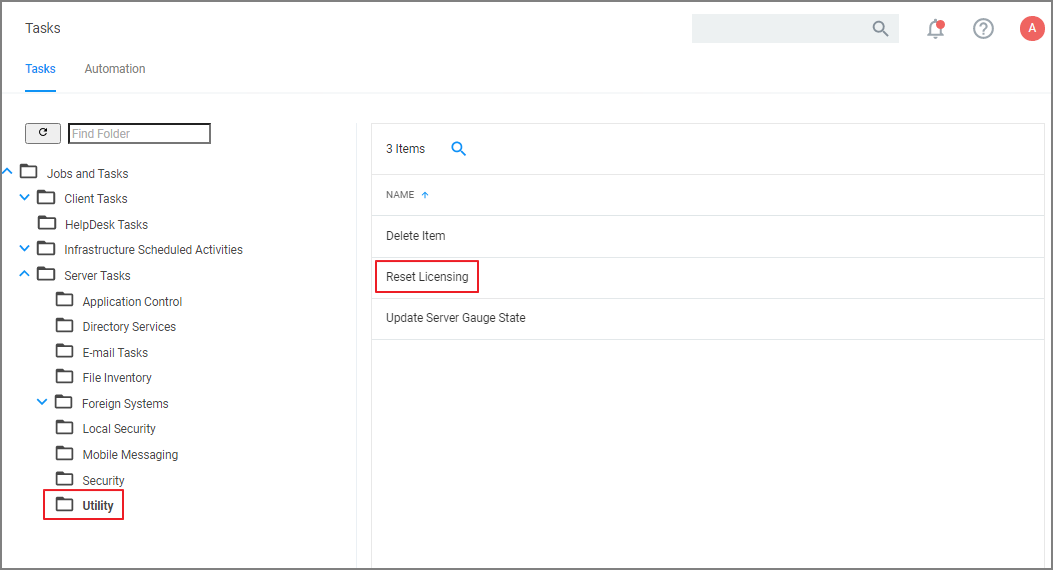 Tasks
A
Tasks
Automation
Find Folder
Jobs and Tasks
Client Tasks
HelpDesk Tasks
Infrastructure Scheduled Activities
Server Tasks
Application Control
Directory Services
E-mail Tasks
File Inventory
Foreign Systems
Local Security
Mobile Messaging
Security
Utility
3 Items
NAME
Delete Item
Reset Licensing
Update Server Gauge State